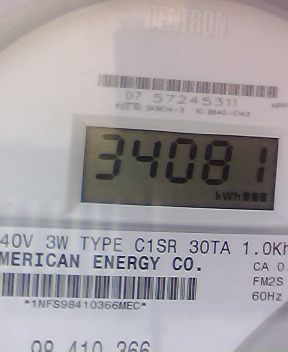 CENTRON
07 57245311
34081
kWh
40V 3W TYPE C1SR 30TA 1.0Kh
MERICAN ENERGY CO.
CA 0.
FM2S
*1NFS98410366MEC*
60Hz
98 410 366